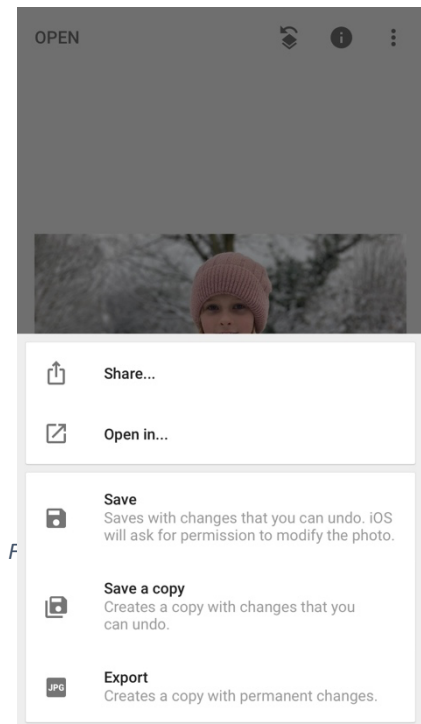 OPEN
Share...
Open in...
Save
Saves with changes that you can undo. iOS
will ask for permission to modify the photo.
F
Save a copy
Creates a copy with changes that you
can undo.
JPG
Export
Creates a copy with permanent changes.